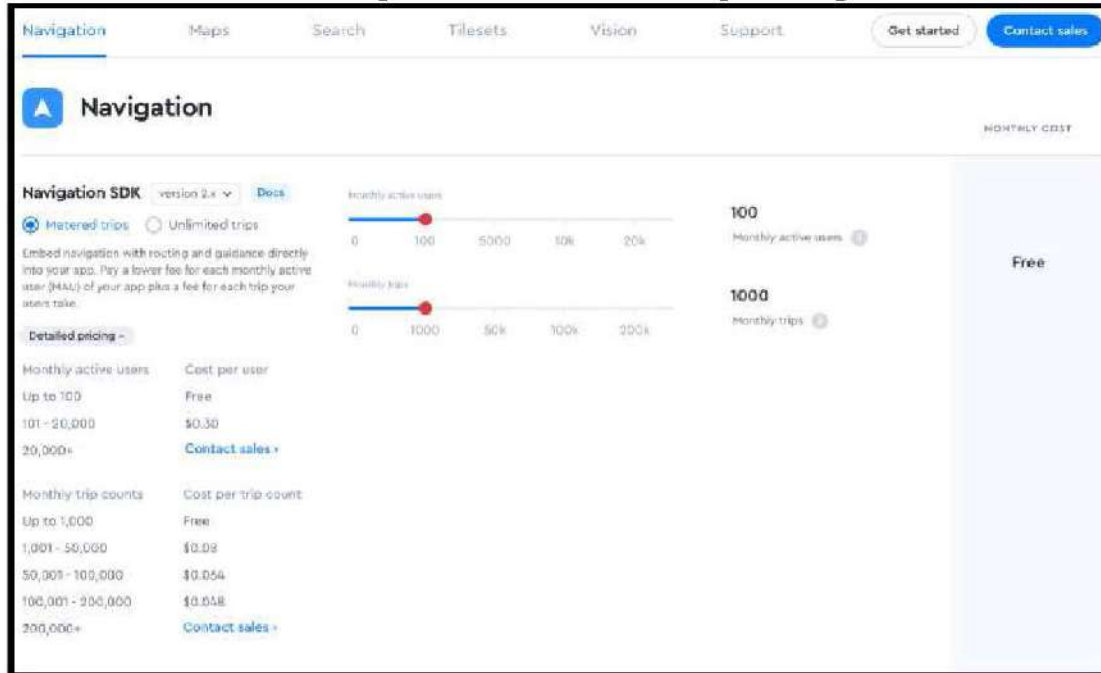 Navigation Maps Search Tilesets Vision Support Get started Contact sales
Navigation
MONTHLY COST
Navigation SDK version 2.x Docs
Metered trips Unlimited trips
Embed navigation with routing and guidance directly
into your app. Pay a lower fee for each monthly active
user (MAU) of your app plus a fee for each trip your
users take.
Detailed pricing -
Monthly active users Cost per user
Up to 100 Free
101 - 20,000 $0.30
20,000+ Contact sales ›
Monthly trip counts Cost per trip count
Up to 1,000 Free
1,001 - 50,000 $0.08
50,001 - 100,000 $0.064
100,001 - 200,000 $0.048
200,000+ Contact sales ›
Monthly active users
0 100 5000 10k 20k
Monthly trips
0 1000 50k 100k 200k
100
Monthly active users
1000
Monthly trips
Free